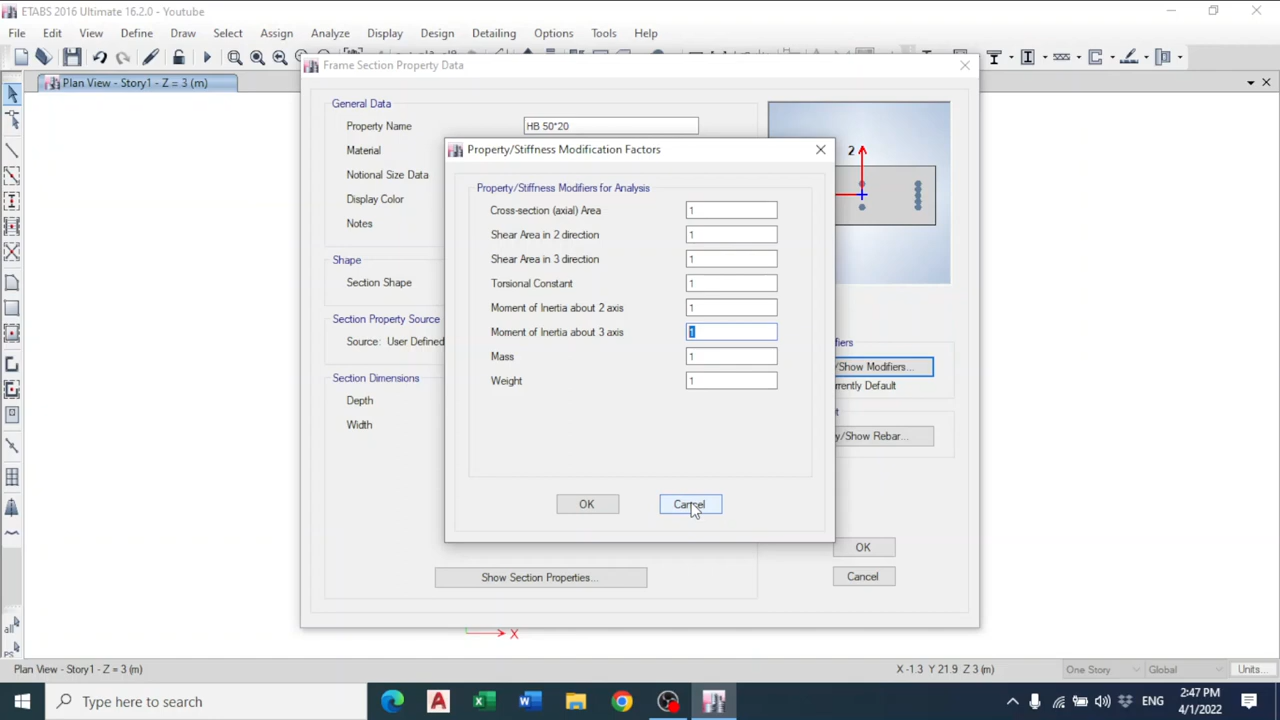 ETABS 2016 Ultimate 16.2.0 - Youtube
File Edit View Define Draw Select Assign Analyze Display Design Detailing Options Tools Help
Plan View - Story1 - Z = 3 (m)
Frame Section Property Data
General Data
Property Name HB 50*20
Material
Notional Size Data
Display Color
Notes
Shape
Section Shape
Section Property Source
Source: User Defined
Section Dimensions
Depth
Width
Show Section Properties...
2
ifiers
/Show Modifiers...
rrently Default
y/Show Rebar...
OK
Cancel
Property/Stiffness Modification Factors
Property/Stiffness Modifiers for Analysis
Cross-section (axial) Area 1
Shear Area in 2 direction 1
Shear Area in 3 direction 1
Torsional Constant 1
Moment of Inertia about 2 axis 1
Moment of Inertia about 3 axis 1
Mass 1
Weight 1
OK Cancel
X
all
PS
Plan View - Story1 - Z = 3 (m) X -1.3 Y 21.9 Z 3 (m) One Story Global Units...
Type here to search ENG 2:47 PM
4/1/2022